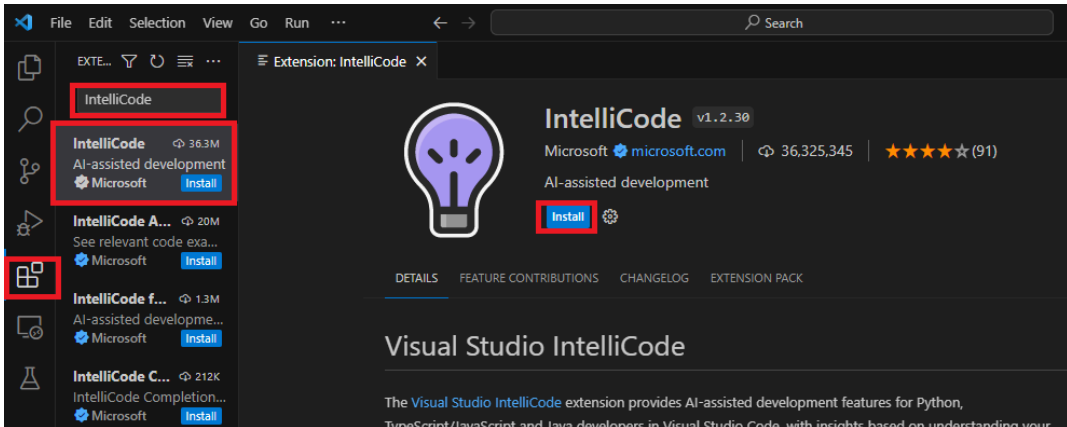 File Edit Selection View Go Run ···
Search
EXTE... ···
Extension: IntelliCode
IntelliCode
IntelliCode 36.3M
AI-assisted development
Microsoft Install
IntelliCode A... 20M
See relevant code exa...
Microsoft Install
IntelliCode f... 1.3M
AI-assisted developme...
Microsoft Install
IntelliCode C... 212K
IntelliCode Completion...
Microsoft Install
IntelliCode v1.2.30
Microsoft microsoft.com 36,325,345 (91)
AI-assisted development
Install
DETAILS FEATURE CONTRIBUTIONS CHANGELOG EXTENSION PACK
Visual Studio IntelliCode
The Visual Studio IntelliCode extension provides AI-assisted development features for Python,
TypeScript/JavaScript and Java developers in Visual Studio Code, with insights based on understanding your